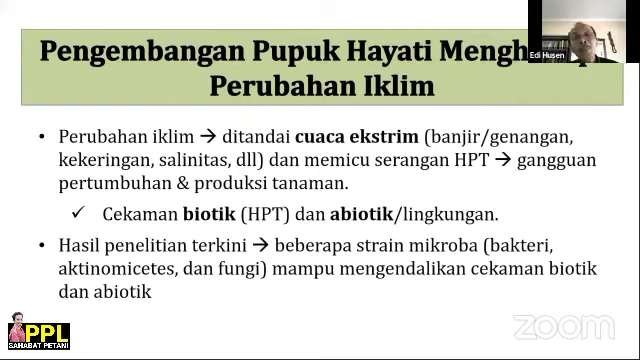 Pengembangan Pupuk Hayati Mengh
Perubahan Iklim
Edi Husen
• Perubahan iklim → ditandai cuaca ekstrim (banjir/genangan,
kekeringan, salinitas, dll) dan memicu serangan HPT → gangguan
pertumbuhan & produksi tanaman.
✓ Cekaman biotik (HPT) dan abiotik/lingkungan.
• Hasil penelitian terkini → beberapa strain mikroba (bakteri,
aktinomicetes, dan fungi) mampu mengendalikan cekaman biotik
dan abiotik
PPL
SAHABAT PETANI
zoom